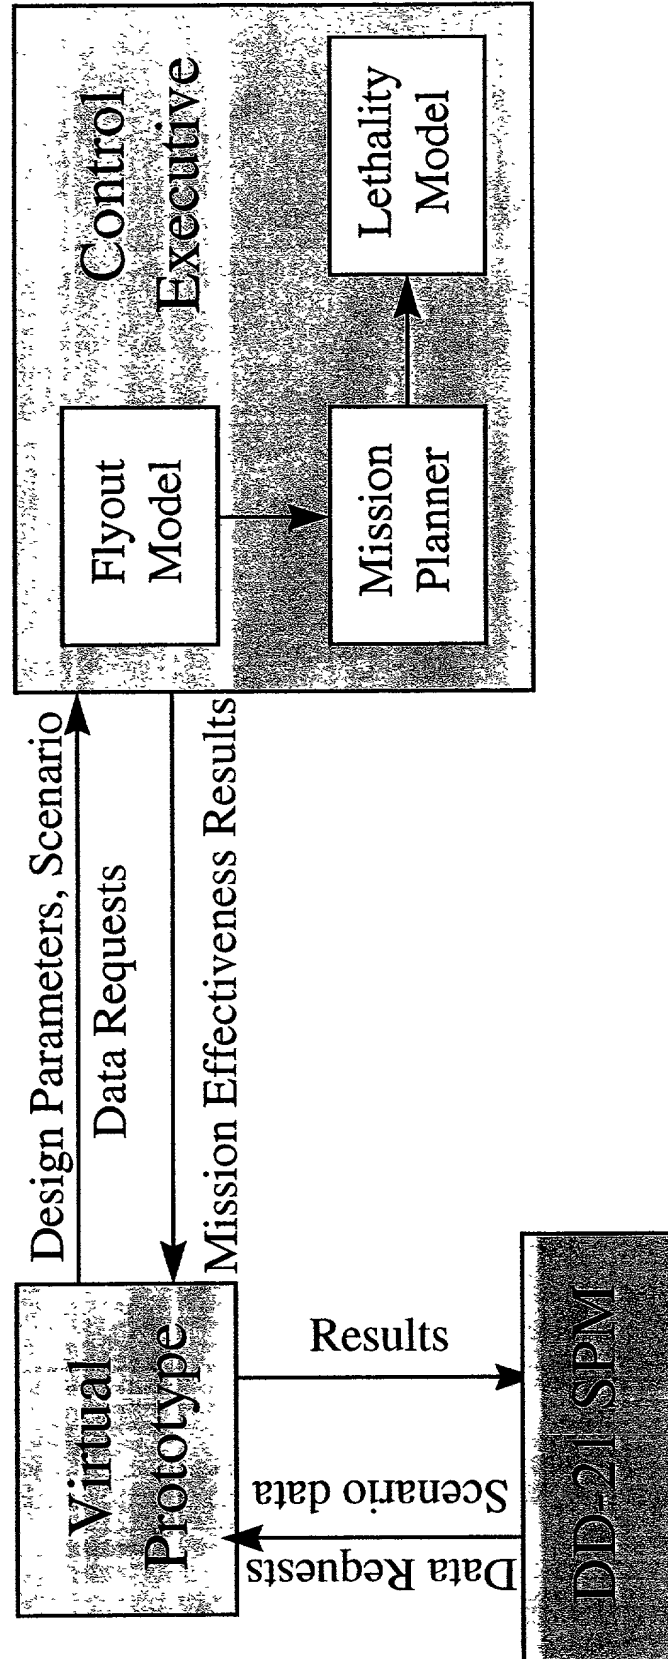 Virtual
Prototype
Design Parameters, Scenario
Data Requests
Mission Effectiveness Results
Control
Executive
Flyout
Model
Mission
Planner
Lethality
Model
Results
Scenario data
Data Requests
DD-21 SPM